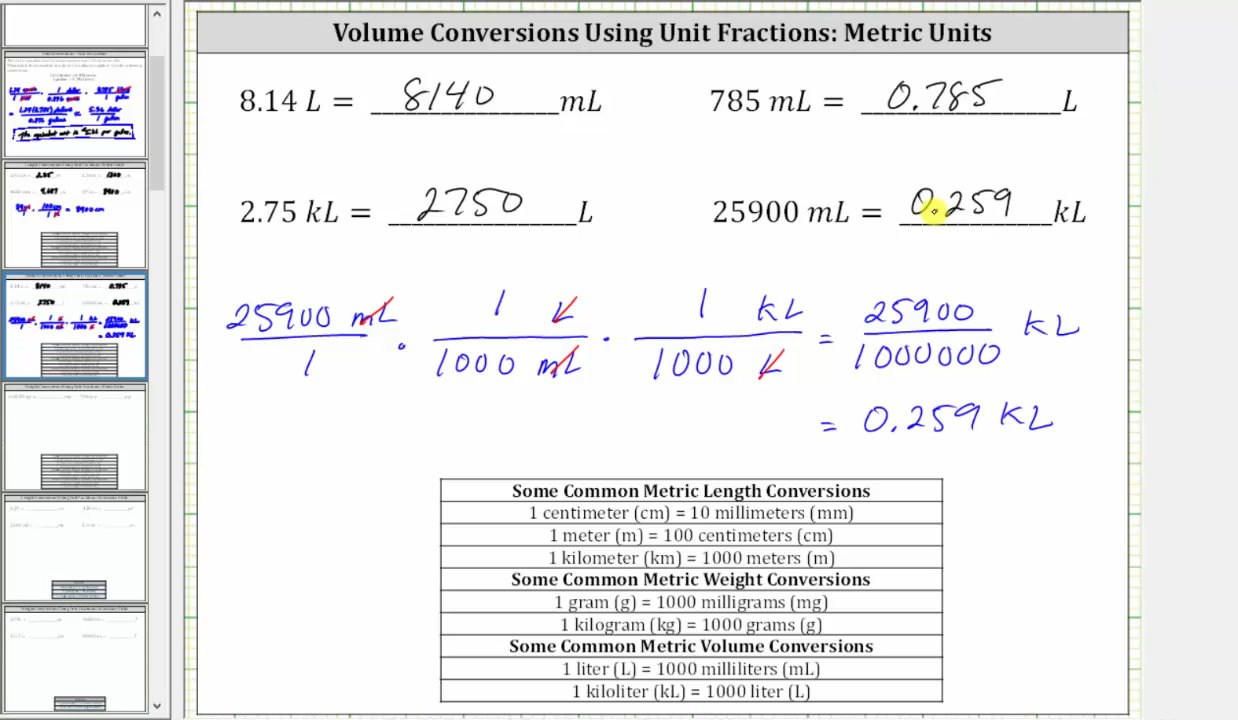 Volume Conversions Using Unit Fractions: Metric Units
8.14 L = 8140 mL
785 mL = 0.785 L
2.75 kL = 2750 L
25900 mL = 0.259 kL
25900 mL / 1 · 1 L / 1000 mL · 1 kL / 1000 L = 25900 / 1000000 kL
= 0.259 kL
Some Common Metric Length Conversions
1 centimeter (cm) = 10 millimeters (mm)
1 meter (m) = 100 centimeters (cm)
1 kilometer (km) = 1000 meters (m)
Some Common Metric Weight Conversions
1 gram (g) = 1000 milligrams (mg)
1 kilogram (kg) = 1000 grams (g)
Some Common Metric Volume Conversions
1 liter (L) = 1000 milliliters (mL)
1 kiloliter (kL) = 1000 liter (L)